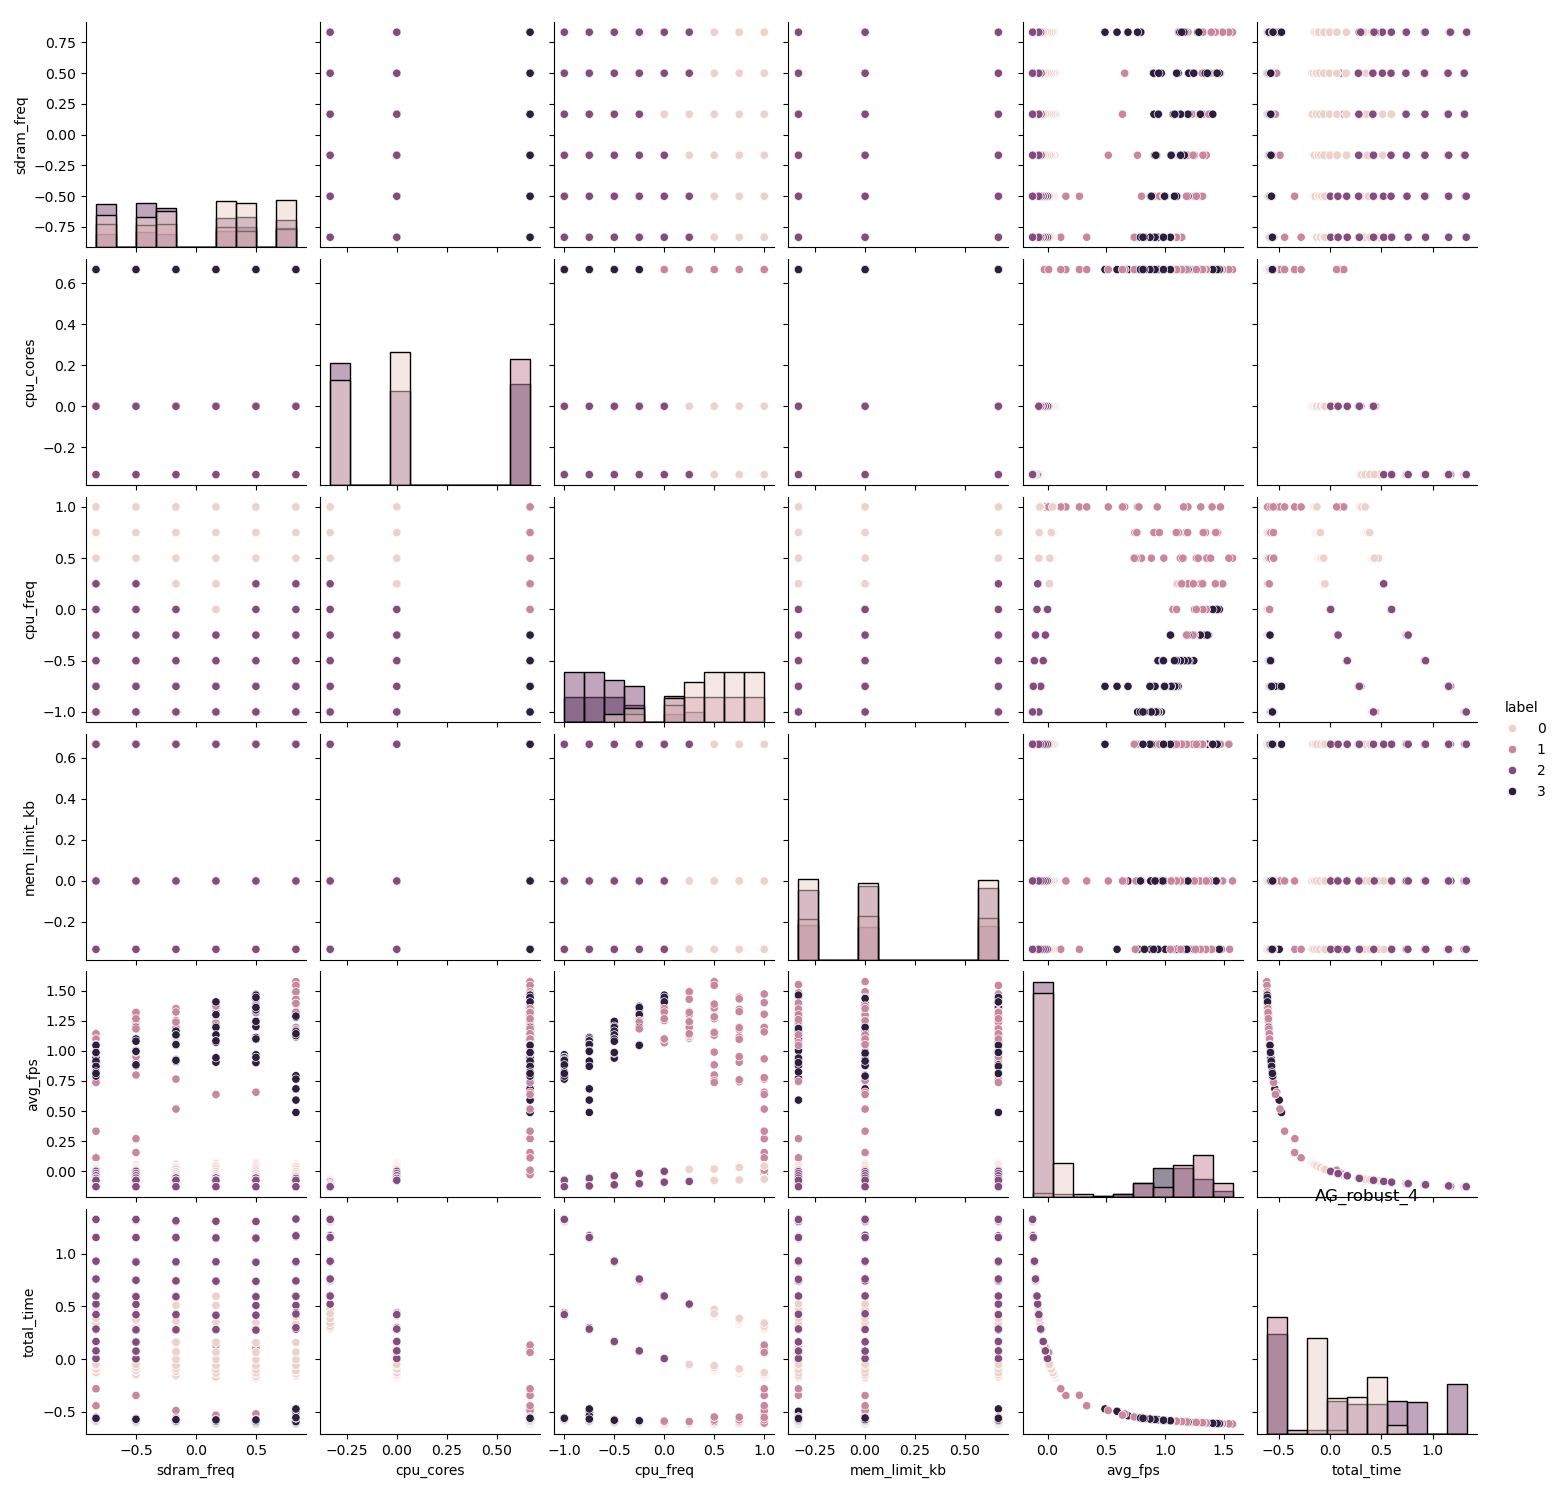 0.75
0.50
0.25
0.00
−0.25
−0.50
−0.75
sdram_freq
0.6
0.4
0.2
0.0
−0.2
cpu_cores
1.0
0.5
0.0
−0.5
−1.0
cpu_freq
label
0
1
2
3
0.6
0.4
0.2
0.0
−0.2
mem_limit_kb
1.50
1.25
1.00
0.75
0.50
0.25
0.00
avg_fps
AG_robust_4
1.0
0.5
0.0
−0.5
total_time
−0.5 0.0 0.5
sdram_freq
−0.25 0.00 0.25 0.50
cpu_cores
−1.0 −0.5 0.0 0.5 1.0
cpu_freq
−0.25 0.00 0.25 0.50
mem_limit_kb
0.0 0.5 1.0 1.5
avg_fps
−0.5 0.0 0.5 1.0
total_time